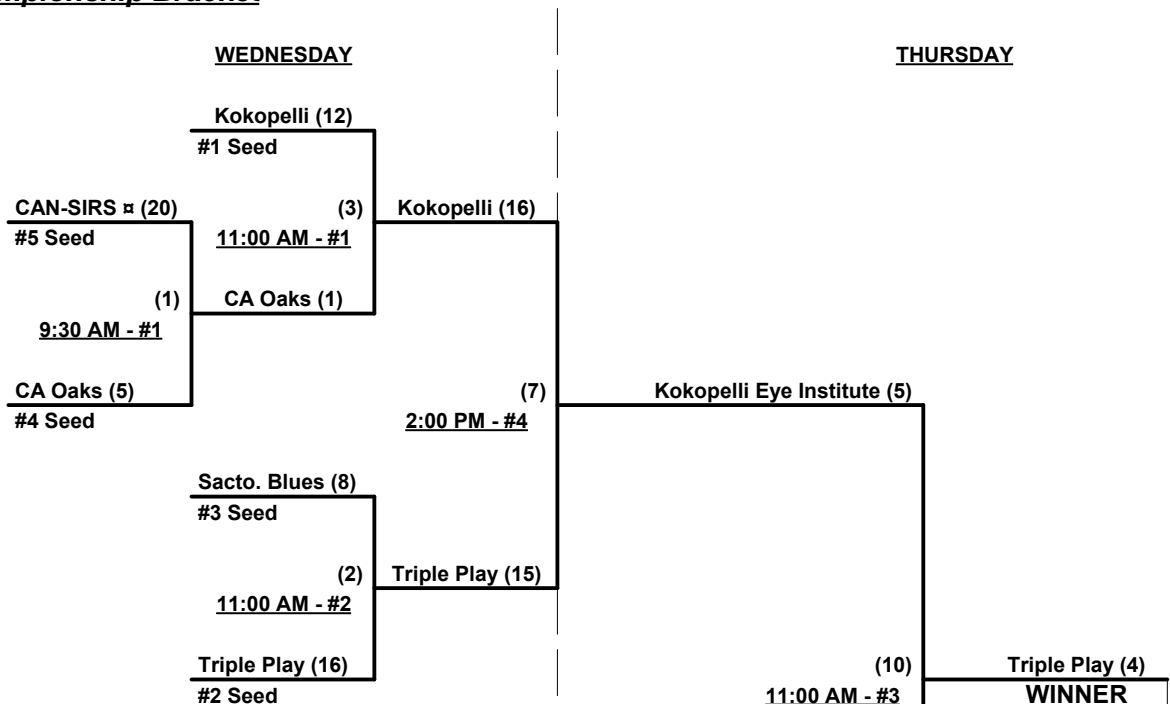 WEDNESDAY
THURSDAY
Kokopelli (12)
#1 Seed
CAN-SIRS ¤ (20)
(3)
Kokopelli (16)
#5 Seed
11:00 AM - #1
(1)
CA Oaks (1)
9:30 AM - #1
CA Oaks (5)
(7)
Kokopelli Eye Institute (5)
#4 Seed
2:00 PM - #4
Sacto. Blues (8)
#3 Seed
(2)
Triple Play (15)
11:00 AM - #2
Triple Play (16)
(10)
Triple Play (4)
#2 Seed
11:00 AM - #3
WINNER